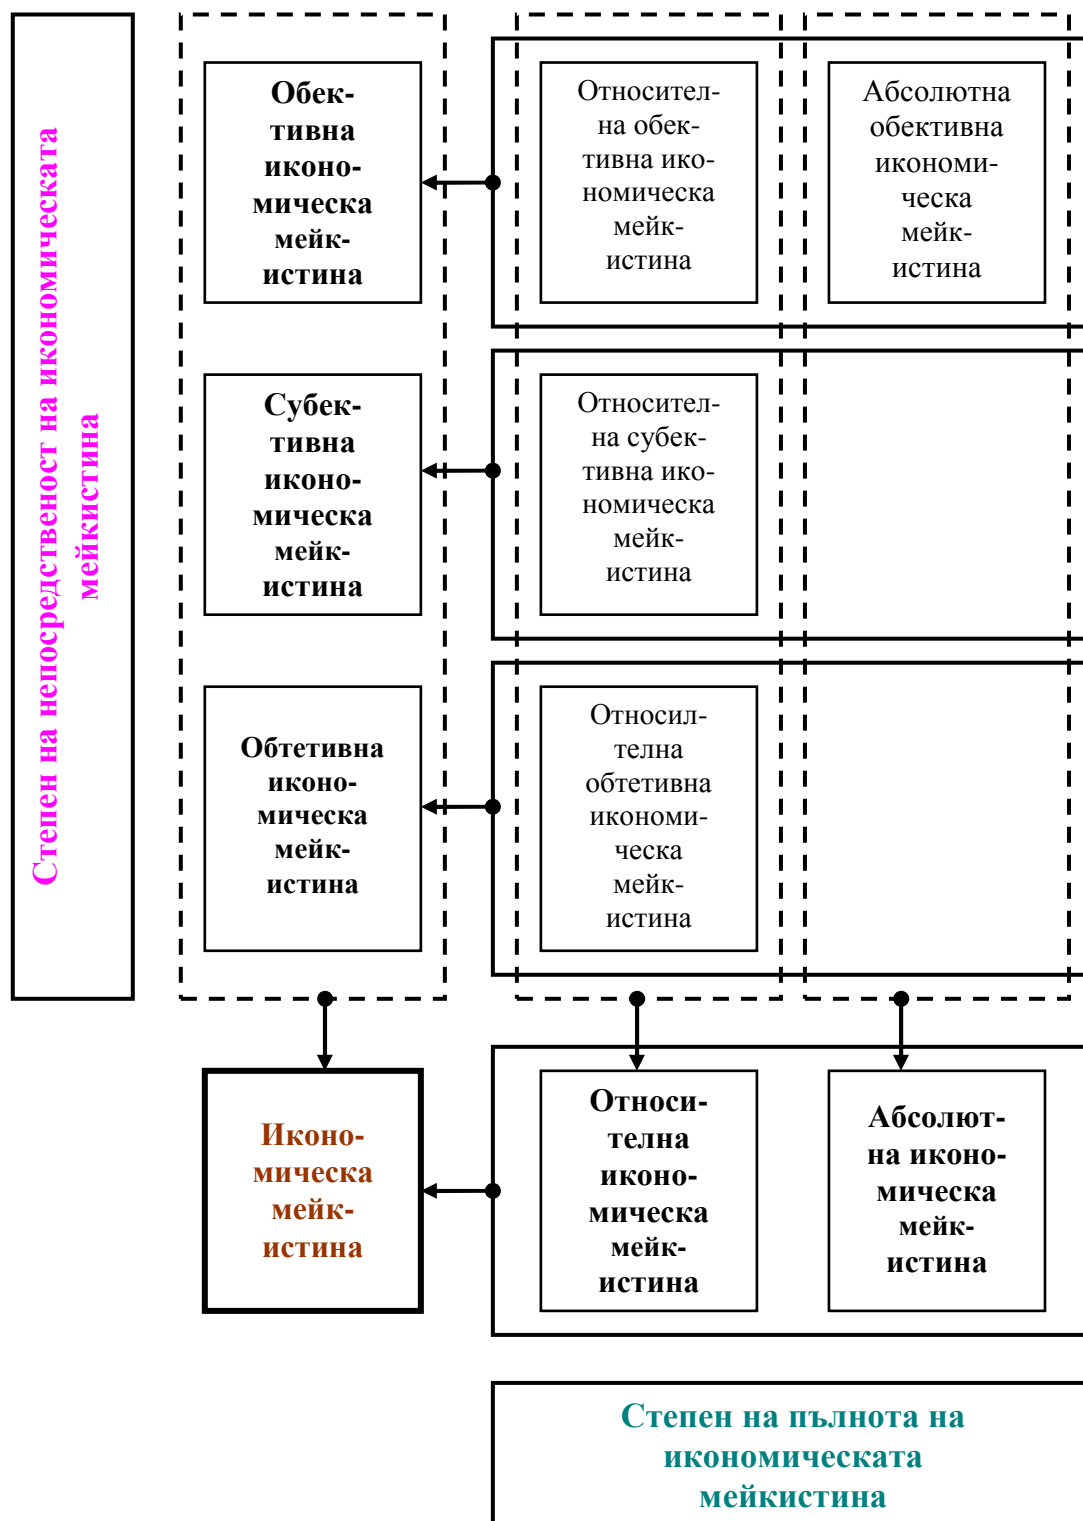 Степен на непосредственост на икономическата
мейкистина
Обек-
тивна
иконо-
мическа
мейк-
истина
Относител-
на обек-
тивна ико-
номическа
мейк-
истина
Абсолютна
обективна
икономи-
ческа
мейк-
истина
Субек-
тивна
иконо-
мическа
мейк-
истина
Относител-
на субек-
тивна ико-
номическа
мейк-
истина
Обтетивна
иконо-
мическа
мейк-
истина
Относил-
телна
обтетивна
икономи-
ческа
мейк-
истина
Иконо-
мическа
мейк-
истина
Относи-
телна
иконо-
мическа
мейк-
истина
Абсолют-
на иконо-
мическа
мейк-
истина
Степен на пълнота на
икономическата
мейкистина